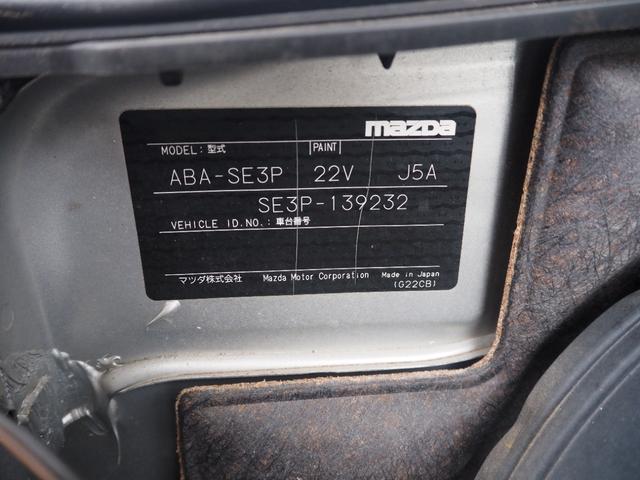 mazda
MODEL: 型式 PAINT
ABA-SE3P 22V J5A
SE3P-139232
VEHICLE ID.NO.: 車台番号
マツダ株式会社 Mazda Motor Corporation Made in Japan
(G22CB)